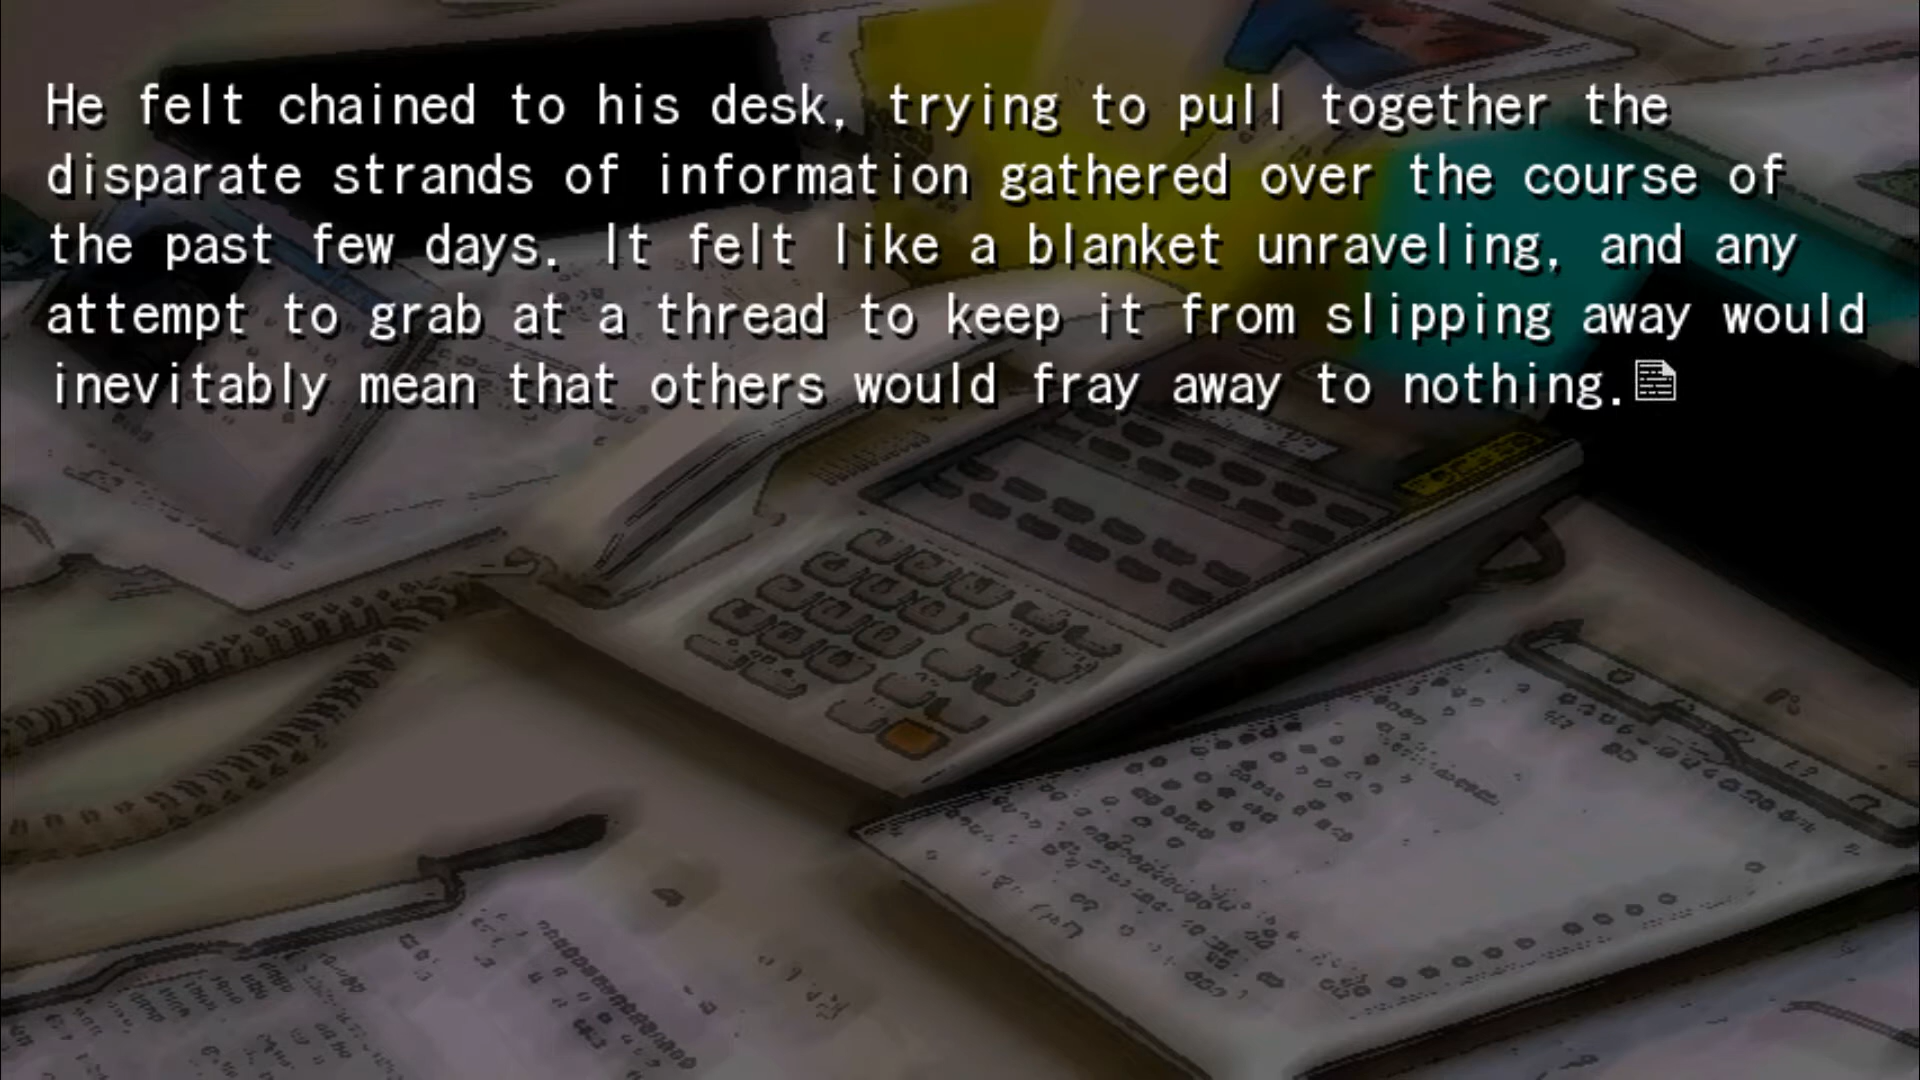 He felt chained to his desk, trying to pull together the
disparate strands of information gathered over the course of
the past few days. It felt like a blanket unraveling, and any
attempt to grab at a thread to keep it from slipping away would
inevitably mean that others would fray away to nothing.